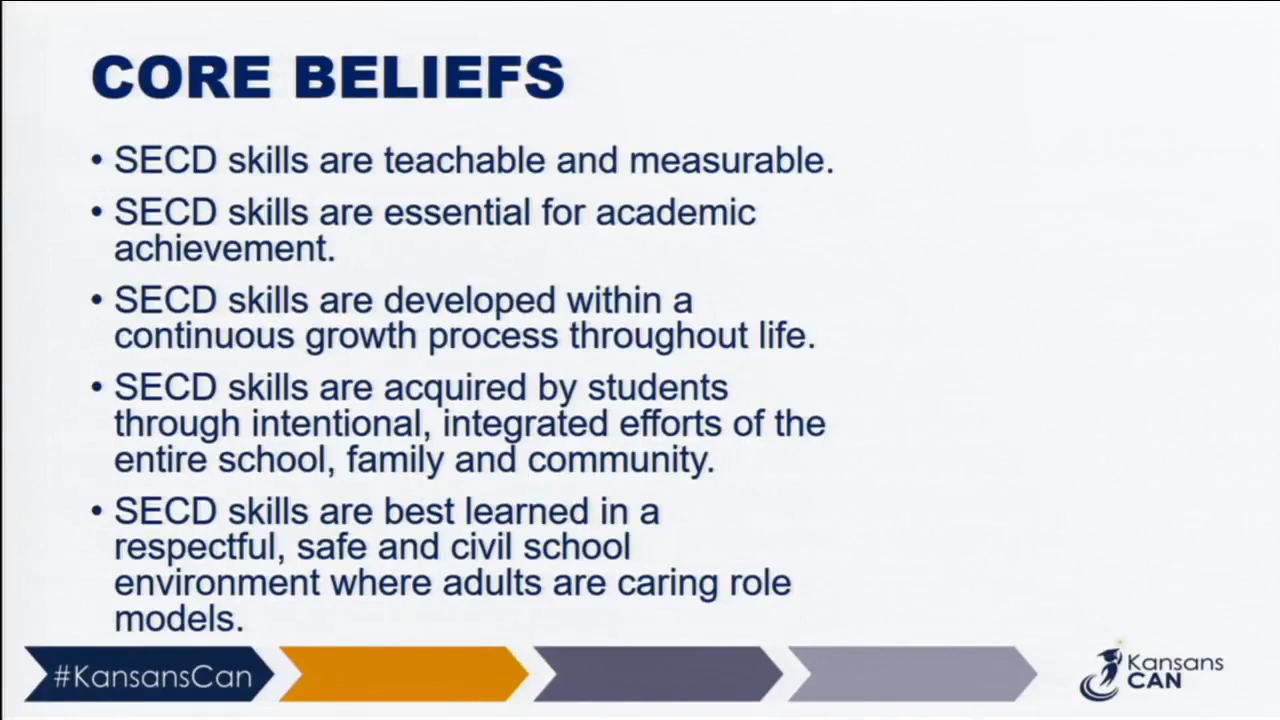 CORE BELIEFS
• SECD skills are teachable and measurable.
• SECD skills are essential for academic
achievement.
• SECD skills are developed within a
continuous growth process throughout life.
• SECD skills are acquired by students
through intentional, integrated efforts of the
entire school, family and community.
• SECD skills are best learned in a
respectful, safe and civil school
environment where adults are caring role
models.
#KansansCan
Kansans
CAN